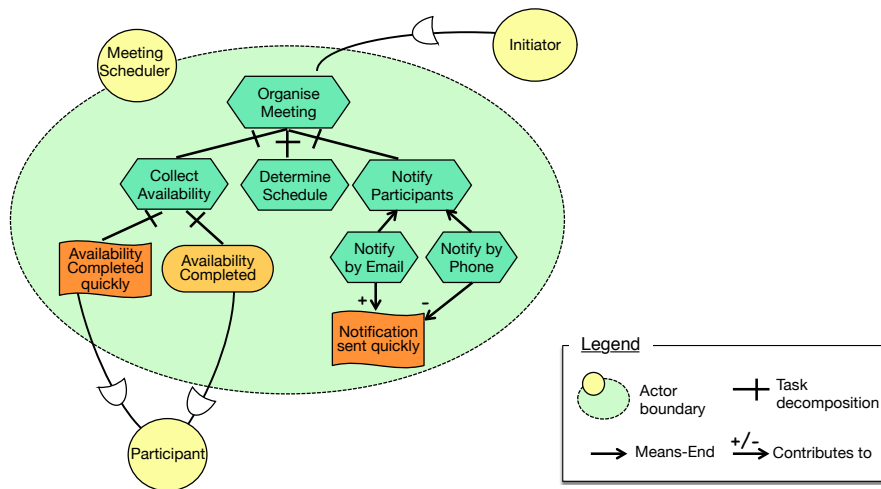 Meeting
Scheduler
Initiator
Organise
Meeting
Collect
Availability
Determine
Schedule
Notify
Participants
Availability
Completed
quickly
Availability
Completed
Notify
by Email
Notify by
Phone
+
-
Notification
sent quickly
Participant
Legend
Actor
boundary
Task
decomposition
Means-End
+/-
Contributes to